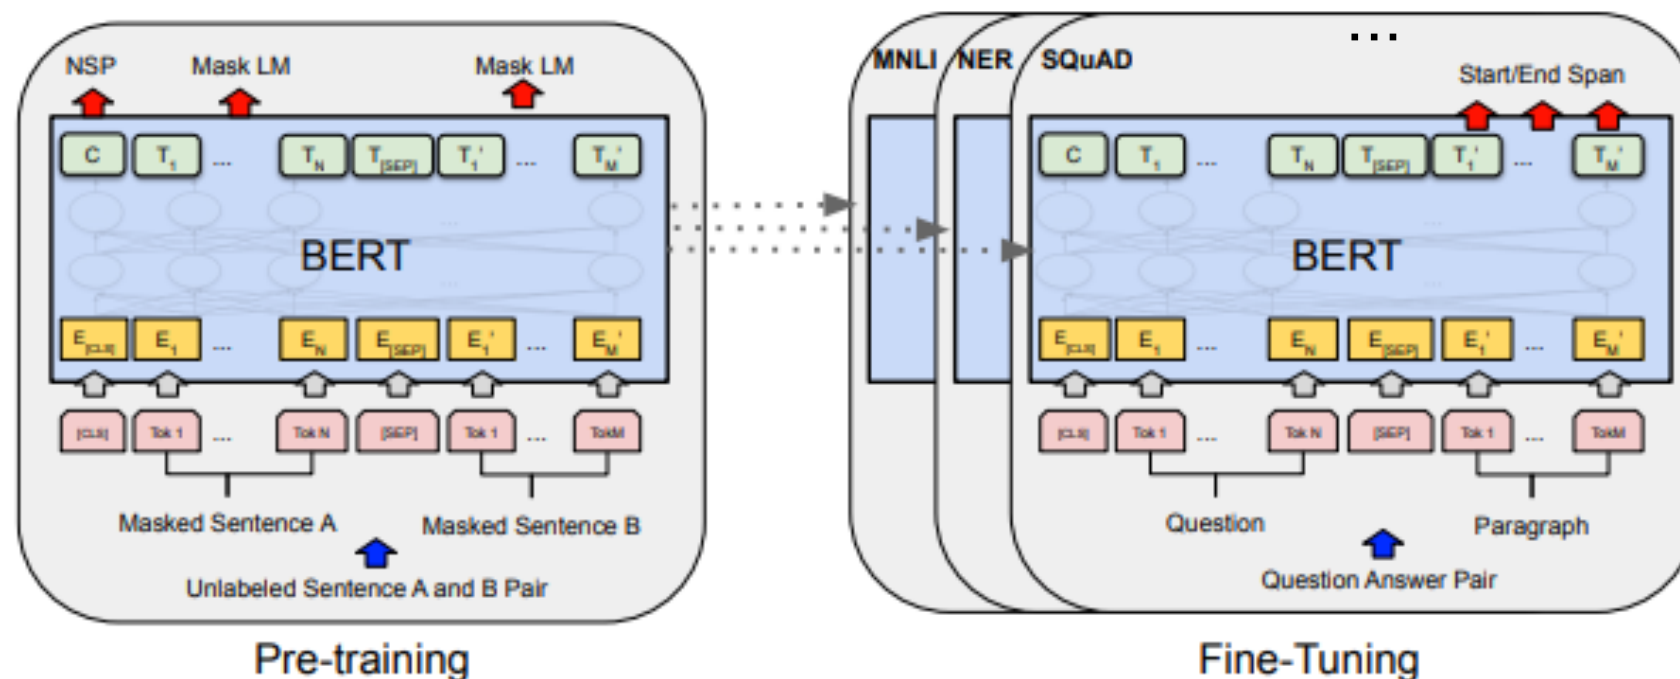 ...
MNLI NER SQuAD
NSP Mask LM Mask LM
Start/End Span
C T1 ... TN T[SEP] T1' ... TM'
C T1 ... TN T[SEP] T1' ... TM'
... ...
BERT
BERT
... ...
E[CLS] E1 ... EN E[SEP] E1' ... EM'
E[CLS] E1 ... EN E[SEP] E1' ... EM'
[CLS] Tok 1 ... Tok N [SEP] Tok 1 ... TokM
[CLS] Tok 1 ... Tok N [SEP] Tok 1 ... TokM
Masked Sentence A Masked Sentence B
Question Paragraph
Unlabeled Sentence A and B Pair
Question Answer Pair
Pre-training
Fine-Tuning